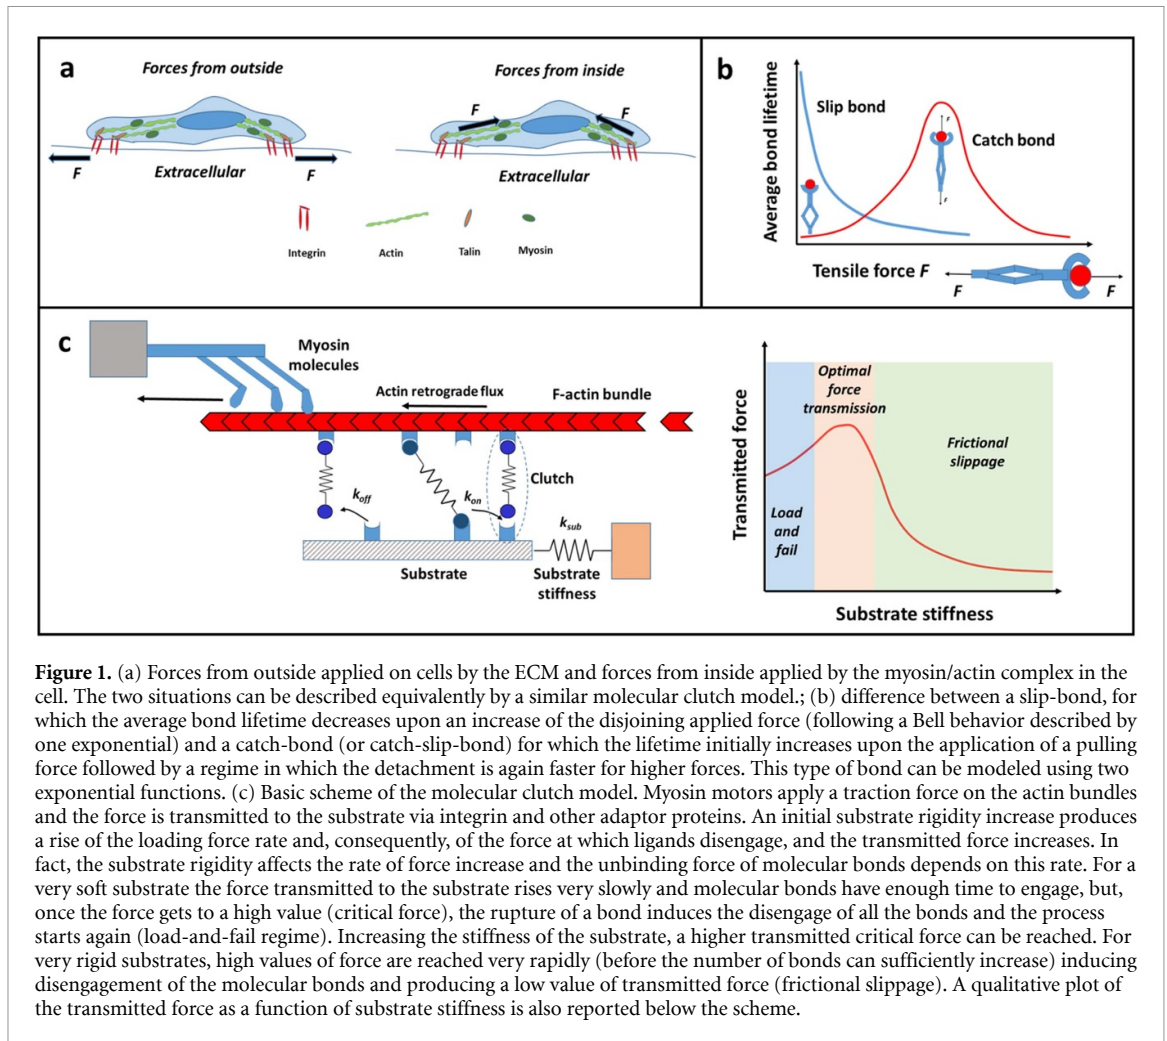 a
Forces from outside
Forces from inside
F
F
F
F
Extracellular
Extracellular
Integrin
Actin
Talin
Myosin
b
Average bond lifetime
Slip bond
Catch bond
F
F
Tensile force F
F
F
c
Myosin
molecules
Actin retrograde flux
F-actin bundle
Clutch
koff
kon
ksub
Substrate
Substrate
stiffness
Transmitted force
Optimal
force
transmission
Frictional
slippage
Load
and
fail
Substrate stiffness
Figure 1. (a) Forces from outside applied on cells by the ECM and forces from inside applied by the myosin/actin complex in the
cell. The two situations can be described equivalently by a similar molecular clutch model.; (b) difference between a slip-bond, for
which the average bond lifetime decreases upon an increase of the disjoining applied force (following a Bell behavior described by
one exponential) and a catch-bond (or catch-slip-bond) for which the lifetime initially increases upon the application of a pulling
force followed by a regime in which the detachment is again faster for higher forces. This type of bond can be modeled using two
exponential functions. (c) Basic scheme of the molecular clutch model. Myosin motors apply a traction force on the actin bundles
and the force is transmitted to the substrate via integrin and other adaptor proteins. An initial substrate rigidity increase produces
a rise of the loading force rate and, consequently, of the force at which ligands disengage, and the transmitted force increases. In
fact, the substrate rigidity affects the rate of force increase and the unbinding force of molecular bonds depends on this rate. For a
very soft substrate the force transmitted to the substrate rises very slowly and molecular bonds have enough time to engage, but,
once the force gets to a high value (critical force), the rupture of a bond induces the disengage of all the bonds and the process
starts again (load-and-fail regime). Increasing the stiffness of the substrate, a higher transmitted critical force can be reached. For
very rigid substrates, high values of force are reached very rapidly (before the number of bonds can sufficiently increase) inducing
disengagement of the molecular bonds and producing a low value of transmitted force (frictional slippage). A qualitative plot of
the transmitted force as a function of substrate stiffness is also reported below the scheme.